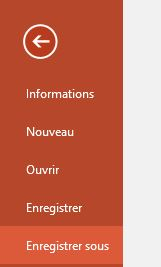 Informations
Nouveau
Ouvrir
Enregistrer
Enregistrer sous